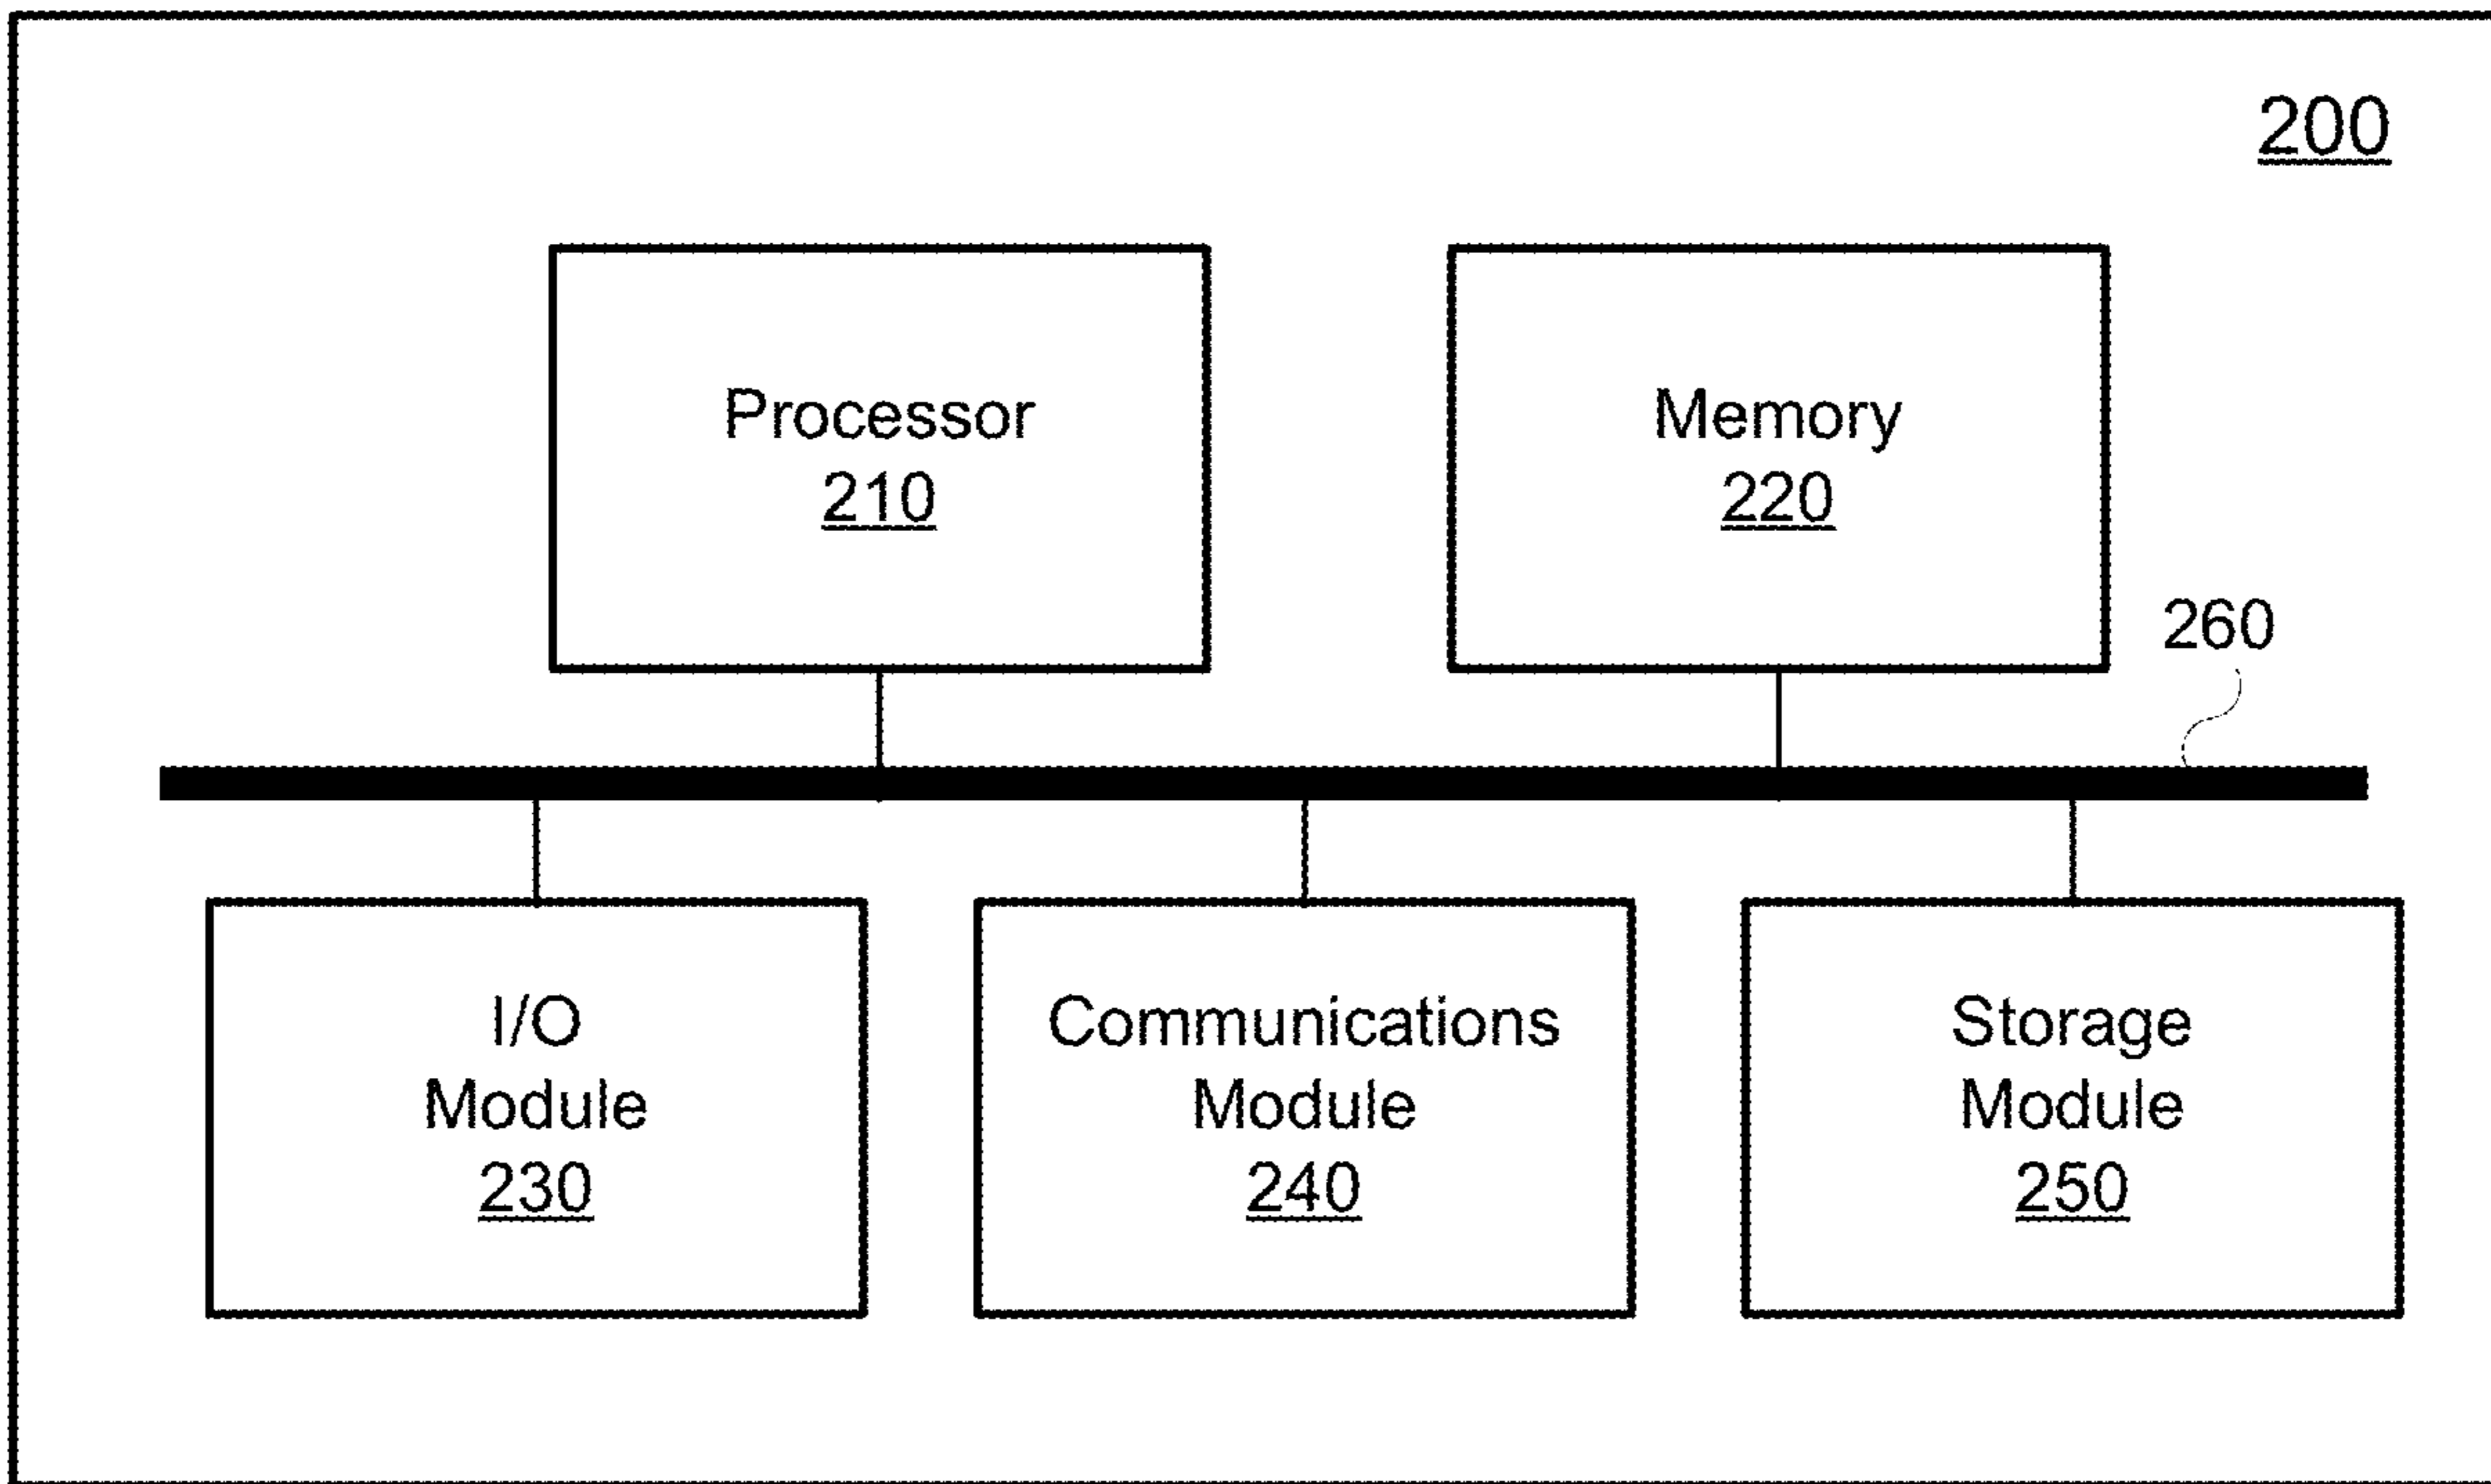 200
Processor
210
Memory
220
260
I/O
Module
230
Communications
Module
240
Storage
Module
250